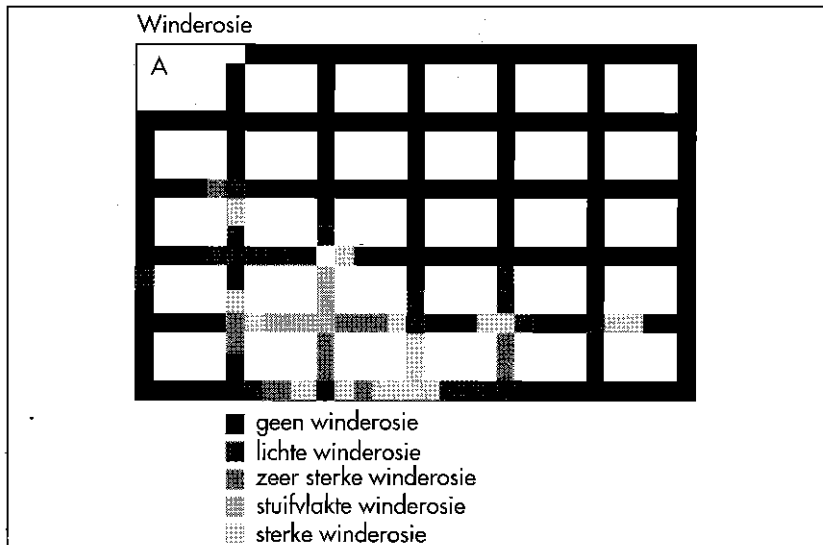 Winderosie
A
geen winderosie
lichte winderosie
zeer sterke winderosie
stuifvlakte winderosie
sterke winderosie